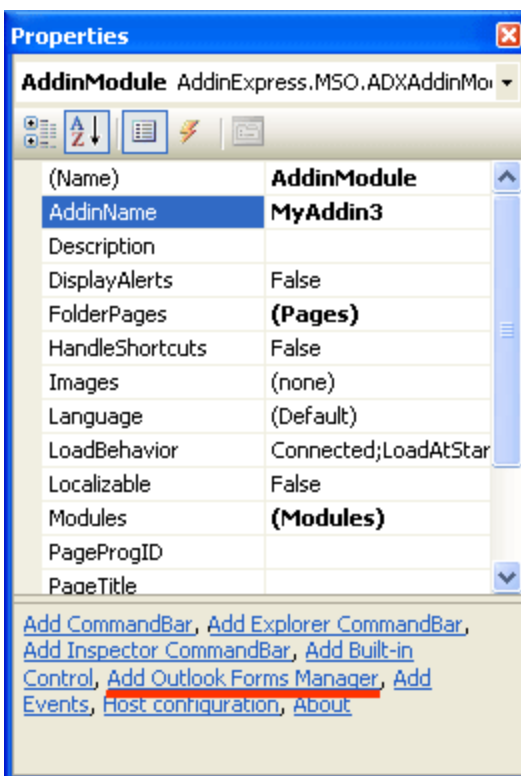 Properties
AddinModule AddinExpress.MSO.ADXAddinMo
(Name) AddinModule
AddinName MyAddin3
Description
DisplayAlerts False
FolderPages (Pages)
HandleShortcuts False
Images (none)
Language (Default)
LoadBehavior Connected;LoadAtStar
Localizable False
Modules (Modules)
PageProgID
PageTitle
Add CommandBar, Add Explorer CommandBar,
Add Inspector CommandBar, Add Built-in
Control, Add Outlook Forms Manager, Add
Events, Host configuration, About